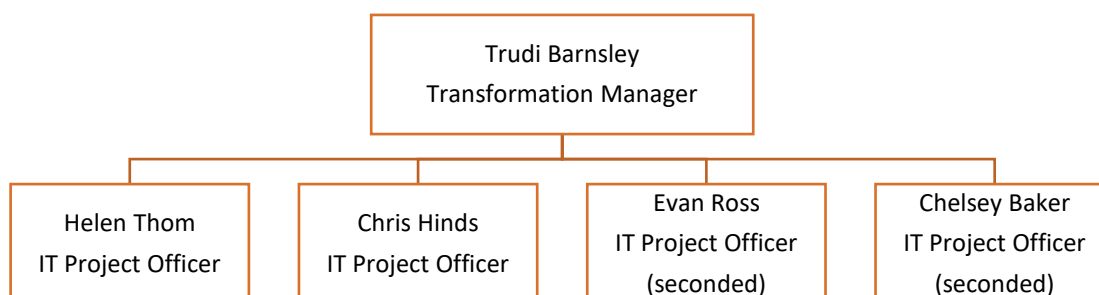 Trudi Barnsley
Transformation Manager
Helen Thom
IT Project Officer
Chris Hinds
IT Project Officer
Evan Ross
IT Project Officer
(seconded)
Chelsey Baker
IT Project Officer
(seconded)